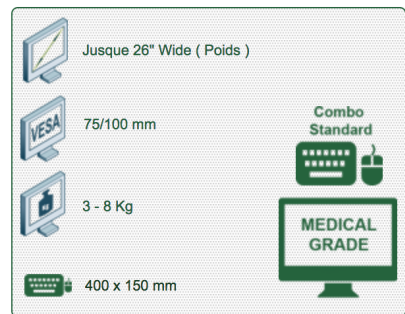 Jusque 26" Wide ( Poids )
VESA
75/100 mm
Combo
Standard
KG
3 - 8 Kg
MEDICAL
GRADE
400 x 150 mm